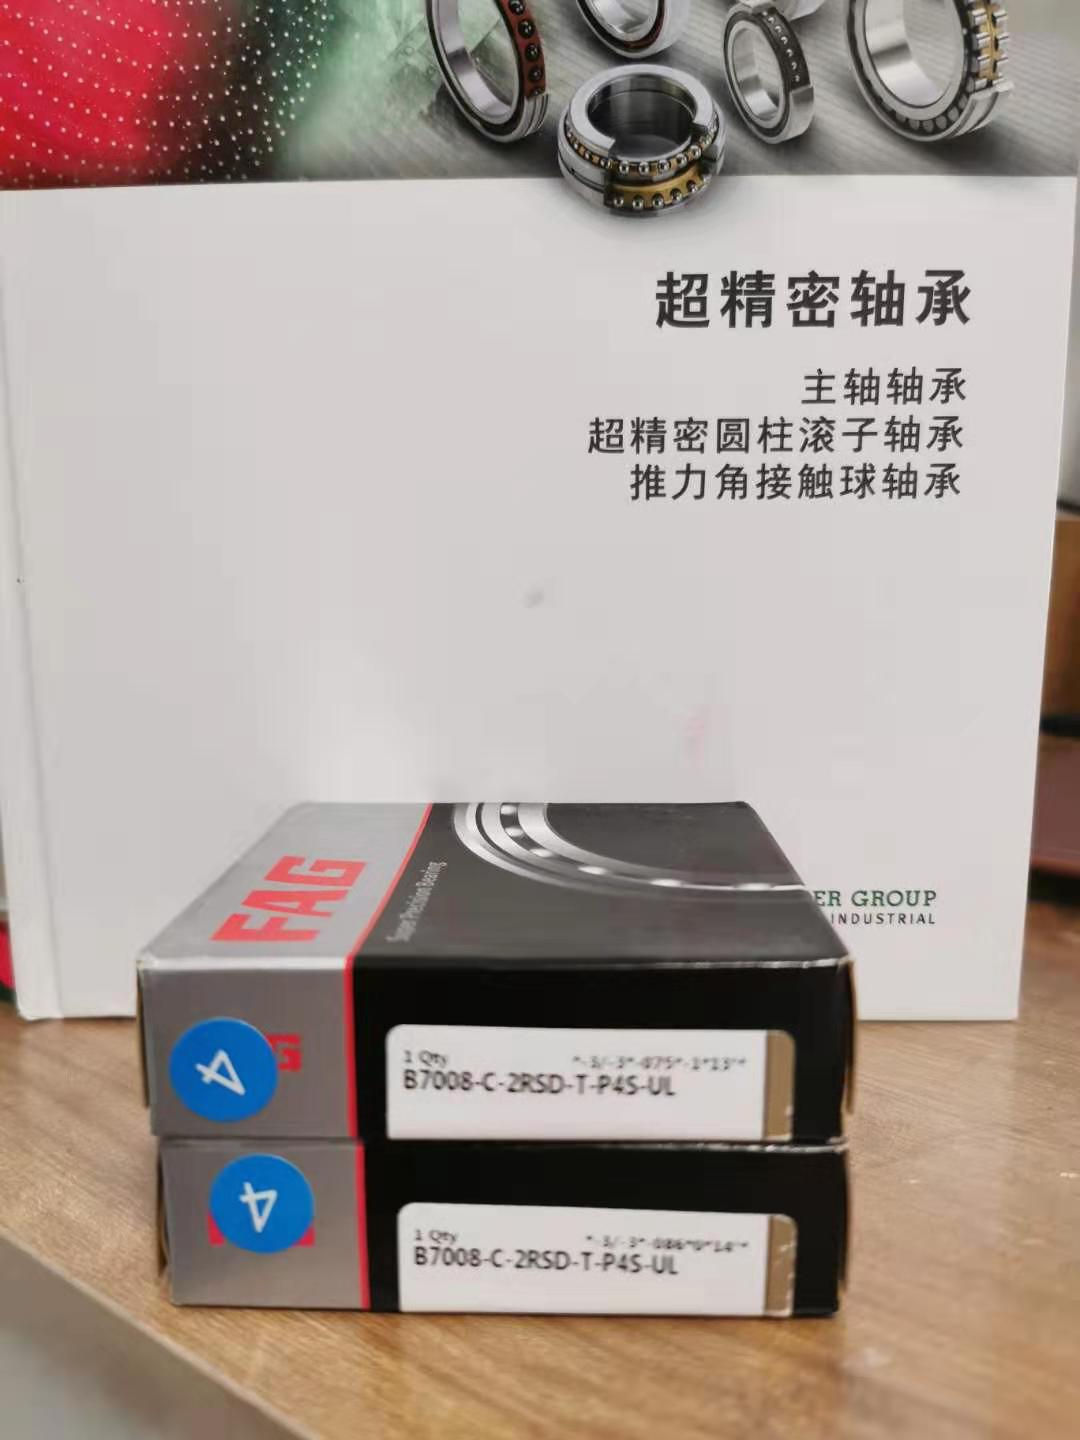 超精密轴承
主轴轴承
超精密圆柱滚子轴承
推力角接触球轴承
ER GROUP
INDUSTRIAL
FAG
Super Precision Bearing
4
G
1 Qty
B7008-C-2RSD-T-P4S-UL
4
1 Qty
B7008-C-2RSD-T-P4S-UL